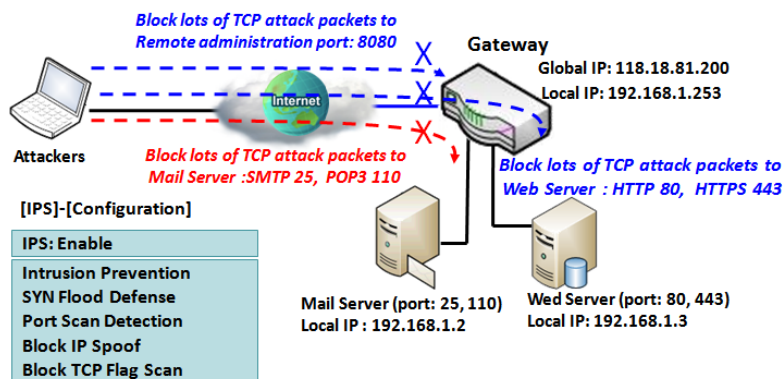 Block lots of TCP attack packets to
Remote administration port: 8080
Gateway
Global IP: 118.18.81.200
Local IP: 192.168.1.253
Internet
Attackers
Block lots of TCP attack packets to
Mail Server :SMTP 25, POP3 110
Block lots of TCP attack packets to
Web Server : HTTP 80, HTTPS 443
[IPS]-[Configuration]
IPS: Enable
Intrusion Prevention
SYN Flood Defense
Port Scan Detection
Block IP Spoof
Block TCP Flag Scan
Mail Server (port: 25, 110)
Local IP : 192.168.1.2
Wed Server (port: 80, 443)
Local IP: 192.168.1.3